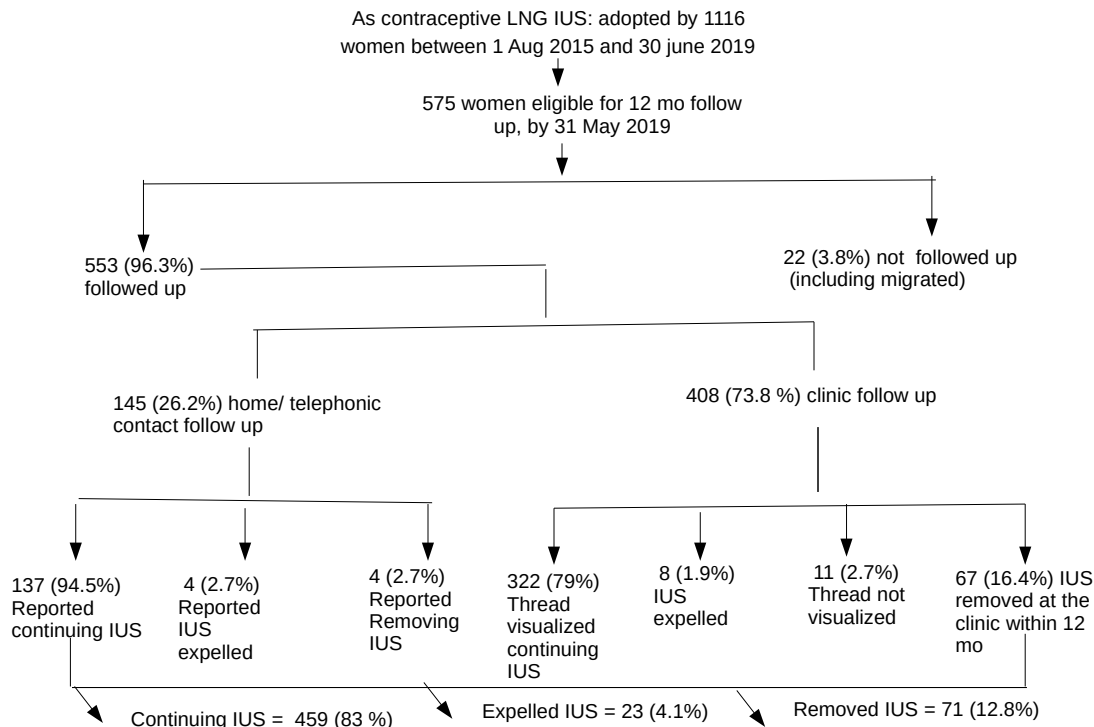 As contraceptive LNG IUS: adopted by 1116
women between 1 Aug 2015 and 30 june 2019
575 women eligible for 12 mo follow
up, by 31 May 2019
553 (96.3%)
followed up
22 (3.8%) not followed up
(including migrated)
145 (26.2%) home/ telephonic
contact follow up
408 (73.8 %) clinic follow up
137 (94.5%)
Reported
continuing IUS
4 (2.7%)
Reported
IUS
expelled
4 (2.7%)
Reported
Removing
IUS
322 (79%)
Thread
visualized
continuing
IUS
8 (1.9%)
IUS
expelled
11 (2.7%)
Thread not
visualized
67 (16.4%) IUS
removed at the
clinic within 12
mo
Continuing IUS = 459 (83 %)
Expelled IUS = 23 (4.1%)
Removed IUS = 71 (12.8%)